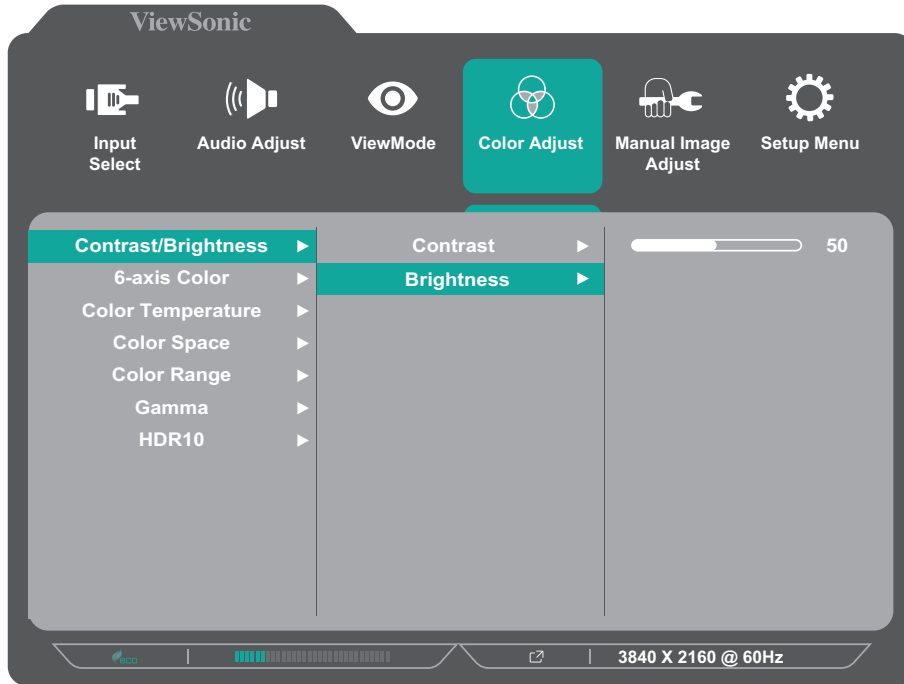 ViewSonic
Input Select
Audio Adjust
ViewMode
Color Adjust
Manual Image Adjust
Setup Menu
Contrast/Brightness
Contrast
50
6-axis Color
Brightness
Color Temperature
Color Space
Color Range
Gamma
HDR10
eco
3840 X 2160 @ 60Hz